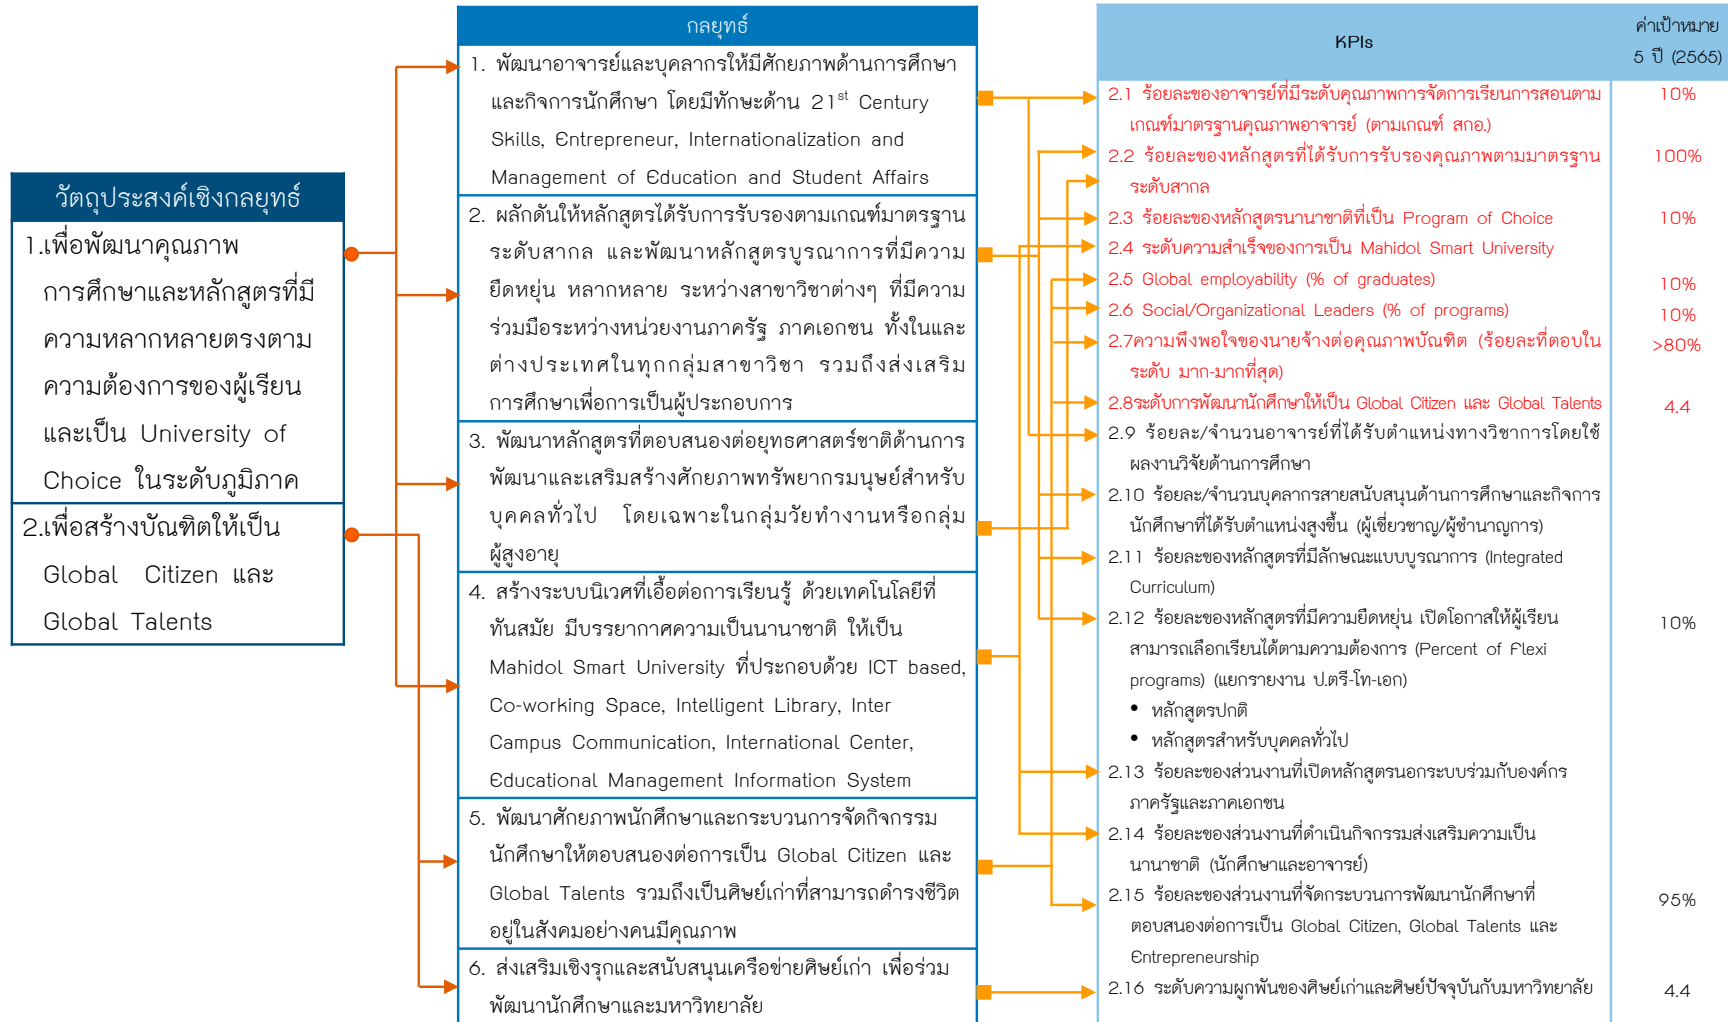 วัตถุประสงค์เชิงกลยุทธ์
1.เพื่อพัฒนาคุณภาพ
การศึกษาและหลักสูตรที่มี
ความหลากหลายตรงตาม
ความต้องการของผู้เรียน
และเป็น University of
Choice ในระดับภูมิภาค
2.เพื่อสร้างบัณฑิตให้เป็น
Global Citizen และ
Global Talents
กลยุทธ์
1. พัฒนาอาจารย์และบุคลากรให้มีศักยภาพด้านการศึกษา
และกิจการนักศึกษา โดยมีทักษะด้าน 21st Century
Skills, Entrepreneur, Internationalization and
Management of Education and Student Affairs
2. ผลักดันให้หลักสูตรได้รับการรับรองตามเกณฑ์มาตรฐาน
ระดับสากล และพัฒนาหลักสูตรบูรณาการที่มีความ
ยืดหยุ่น หลากหลาย ระหว่างสาขาวิชาต่างๆ ที่มีความ
ร่วมมือระหว่างหน่วยงานภาครัฐ ภาคเอกชน ทั้งในและ
ต่างประเทศในทุกกลุ่มสาขาวิชา รวมถึงส่งเสริม
การศึกษาเพื่อการเป็นผู้ประกอบการ
3. พัฒนาหลักสูตรที่ตอบสนองต่อยุทธศาสตร์ชาติด้านการ
พัฒนาและเสริมสร้างศักยภาพทรัพยากรมนุษย์สำหรับ
บุคคลทั่วไป โดยเฉพาะในกลุ่มวัยทำงานหรือกลุ่ม
ผู้สูงอายุ
4. สร้างระบบนิเวศที่เอื้อต่อการเรียนรู้ ด้วยเทคโนโลยีที่
ทันสมัย มีบรรยากาศความเป็นนานาชาติ ให้เป็น
Mahidol Smart University ที่ประกอบด้วย ICT based,
Co-working Space, Intelligent Library, Inter
Campus Communication, International Center,
Educational Management Information System
5. พัฒนาศักยภาพนักศึกษาและกระบวนการจัดกิจกรรม
นักศึกษาให้ตอบสนองต่อการเป็น Global Citizen และ
Global Talents รวมถึงเป็นศิษย์เก่าที่สามารถดำรงชีวิต
อยู่ในสังคมอย่างคนมีคุณภาพ
6. ส่งเสริมเชิงรุกและสนับสนุนเครือข่ายศิษย์เก่า เพื่อร่วม
พัฒนานักศึกษาและมหาวิทยาลัย
KPIs
ค่าเป้าหมาย
5 ปี (2565)
2.1 ร้อยละของอาจารย์ที่มีระดับคุณภาพการจัดการเรียนการสอนตาม 10%
เกณฑ์มาตรฐานคุณภาพอาจารย์ (ตามเกณฑ์ สกอ.)
2.2 ร้อยละของหลักสูตรที่ได้รับการรับรองคุณภาพตามมาตรฐาน 100%
ระดับสากล
2.3 ร้อยละของหลักสูตรนานาชาติที่เป็น Program of Choice 10%
2.4 ระดับความสำเร็จของการเป็น Mahidol Smart University
2.5 Global employability (% of graduates) 10%
2.6 Social/Organizational Leaders (% of programs) 10%
2.7ความพึงพอใจของนายจ้างต่อคุณภาพบัณฑิต (ร้อยละที่ตอบใน >80%
ระดับ มาก-มากที่สุด)
2.8ระดับการพัฒนานักศึกษาให้เป็น Global Citizen และ Global Talents 4.4
2.9 ร้อยละ/จำนวนอาจารย์ที่ได้รับตำแหน่งทางวิชาการโดยใช้
ผลงานวิจัยด้านการศึกษา
2.10 ร้อยละ/จำนวนบุคลากรสายสนับสนุนด้านการศึกษาและกิจการ
นักศึกษาที่ได้รับตำแหน่งสูงขึ้น (ผู้เชี่ยวชาญ/ผู้ชำนาญการ)
2.11 ร้อยละของหลักสูตรที่มีลักษณะแบบบูรณาการ (Integrated
Curriculum)
2.12 ร้อยละของหลักสูตรที่มีความยืดหยุ่น เปิดโอกาสให้ผู้เรียน 10%
สามารถเลือกเรียนได้ตามความต้องการ (Percent of Flexi
programs) (แยกรายงาน ป.ตรี-โท-เอก)
• หลักสูตรปกติ
• หลักสูตรสำหรับบุคคลทั่วไป
2.13 ร้อยละของส่วนงานที่เปิดหลักสูตรนอกระบบร่วมกับองค์กร
ภาครัฐและภาคเอกชน
2.14 ร้อยละของส่วนงานที่ดำเนินกิจกรรมส่งเสริมความเป็น
นานาชาติ (นักศึกษาและอาจารย์)
2.15 ร้อยละของส่วนงานที่จัดกระบวนการพัฒนานักศึกษาที่ 95%
ตอบสนองต่อการเป็น Global Citizen, Global Talents และ
Entrepreneurship
2.16 ระดับความผูกพันของศิษย์เก่าและศิษย์ปัจจุบันกับมหาวิทยาลัย 4.4